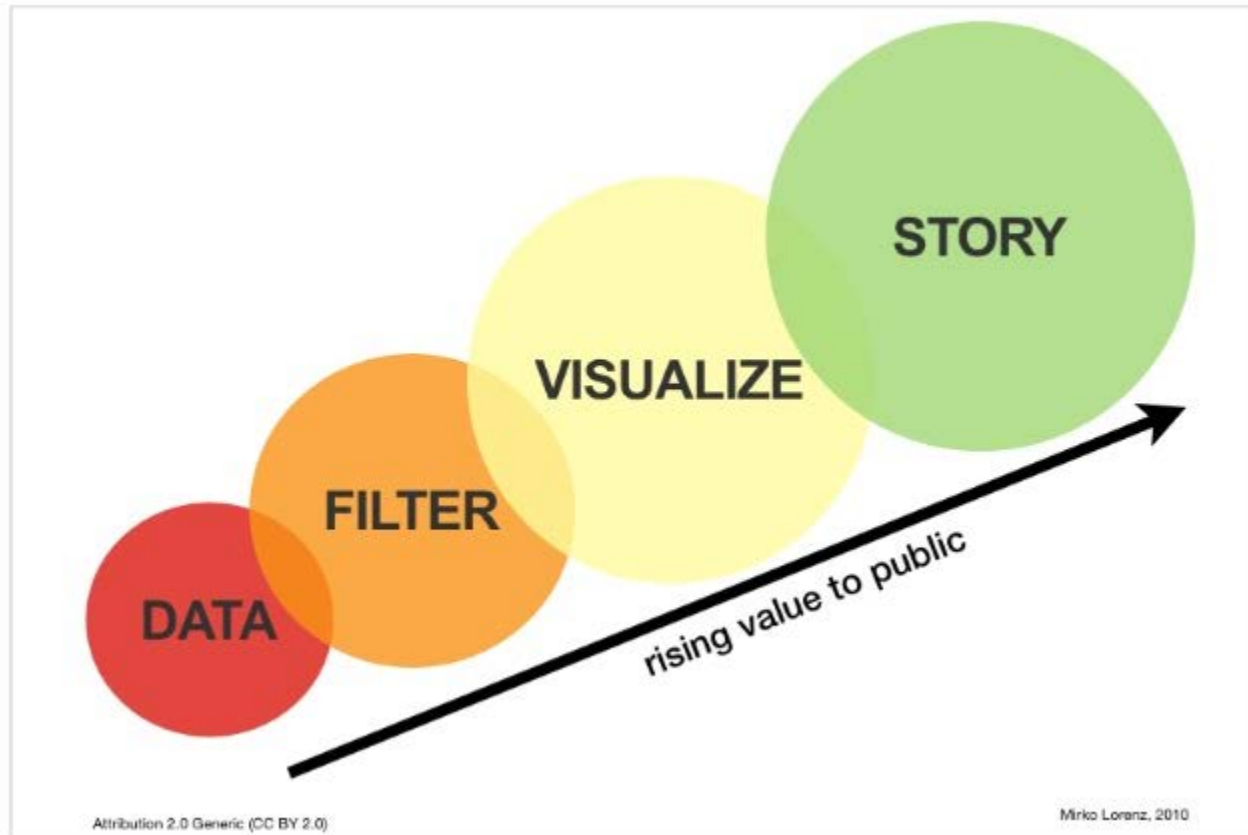 STORY
VISUALIZE
FILTER
DATA
rising value to public
Attribution 2.0 Generic (CC BY 2.0)
Mirko Lorenz, 2010